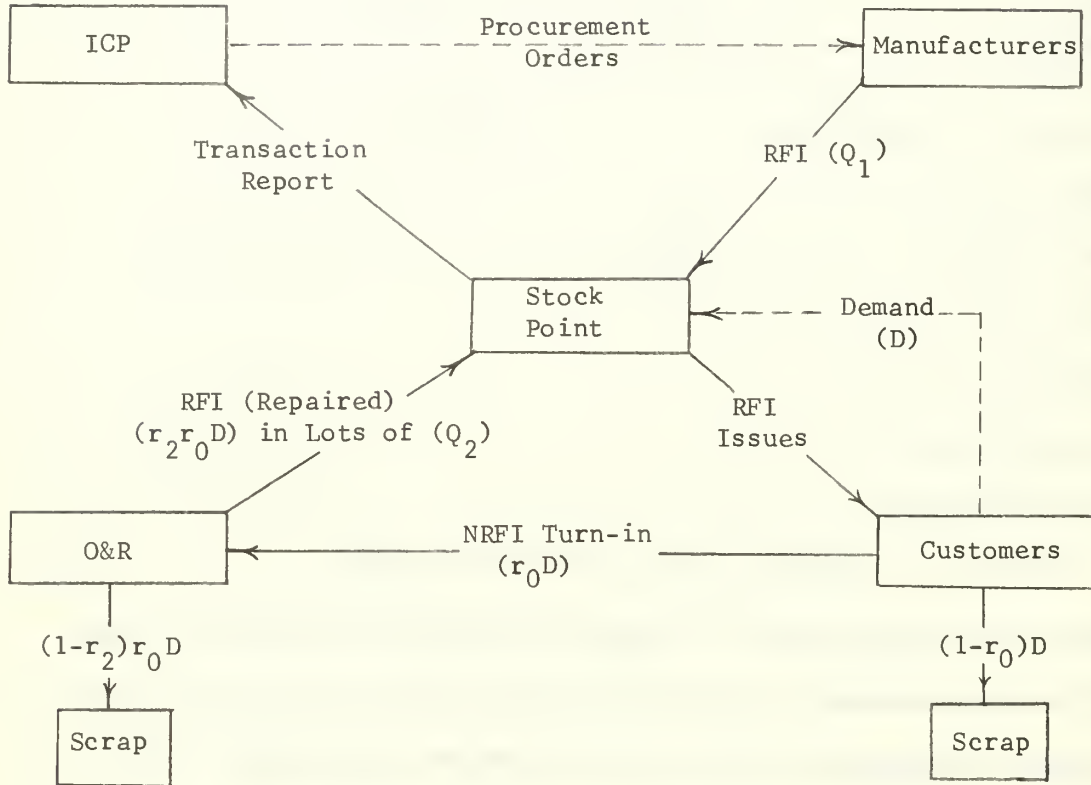 ICP
Procurement
Orders
Manufacturers
Transaction
Report
RFI (Q₁)
Stock
Point
Demand
(D)
RFI (Repaired)
(r₂r₀D) in Lots of (Q₂)
RFI
Issues
O&R
NRFI Turn-in
(r₀D)
Customers
(1-r₂)r₀D
(1-r₀)D
Scrap
Scrap